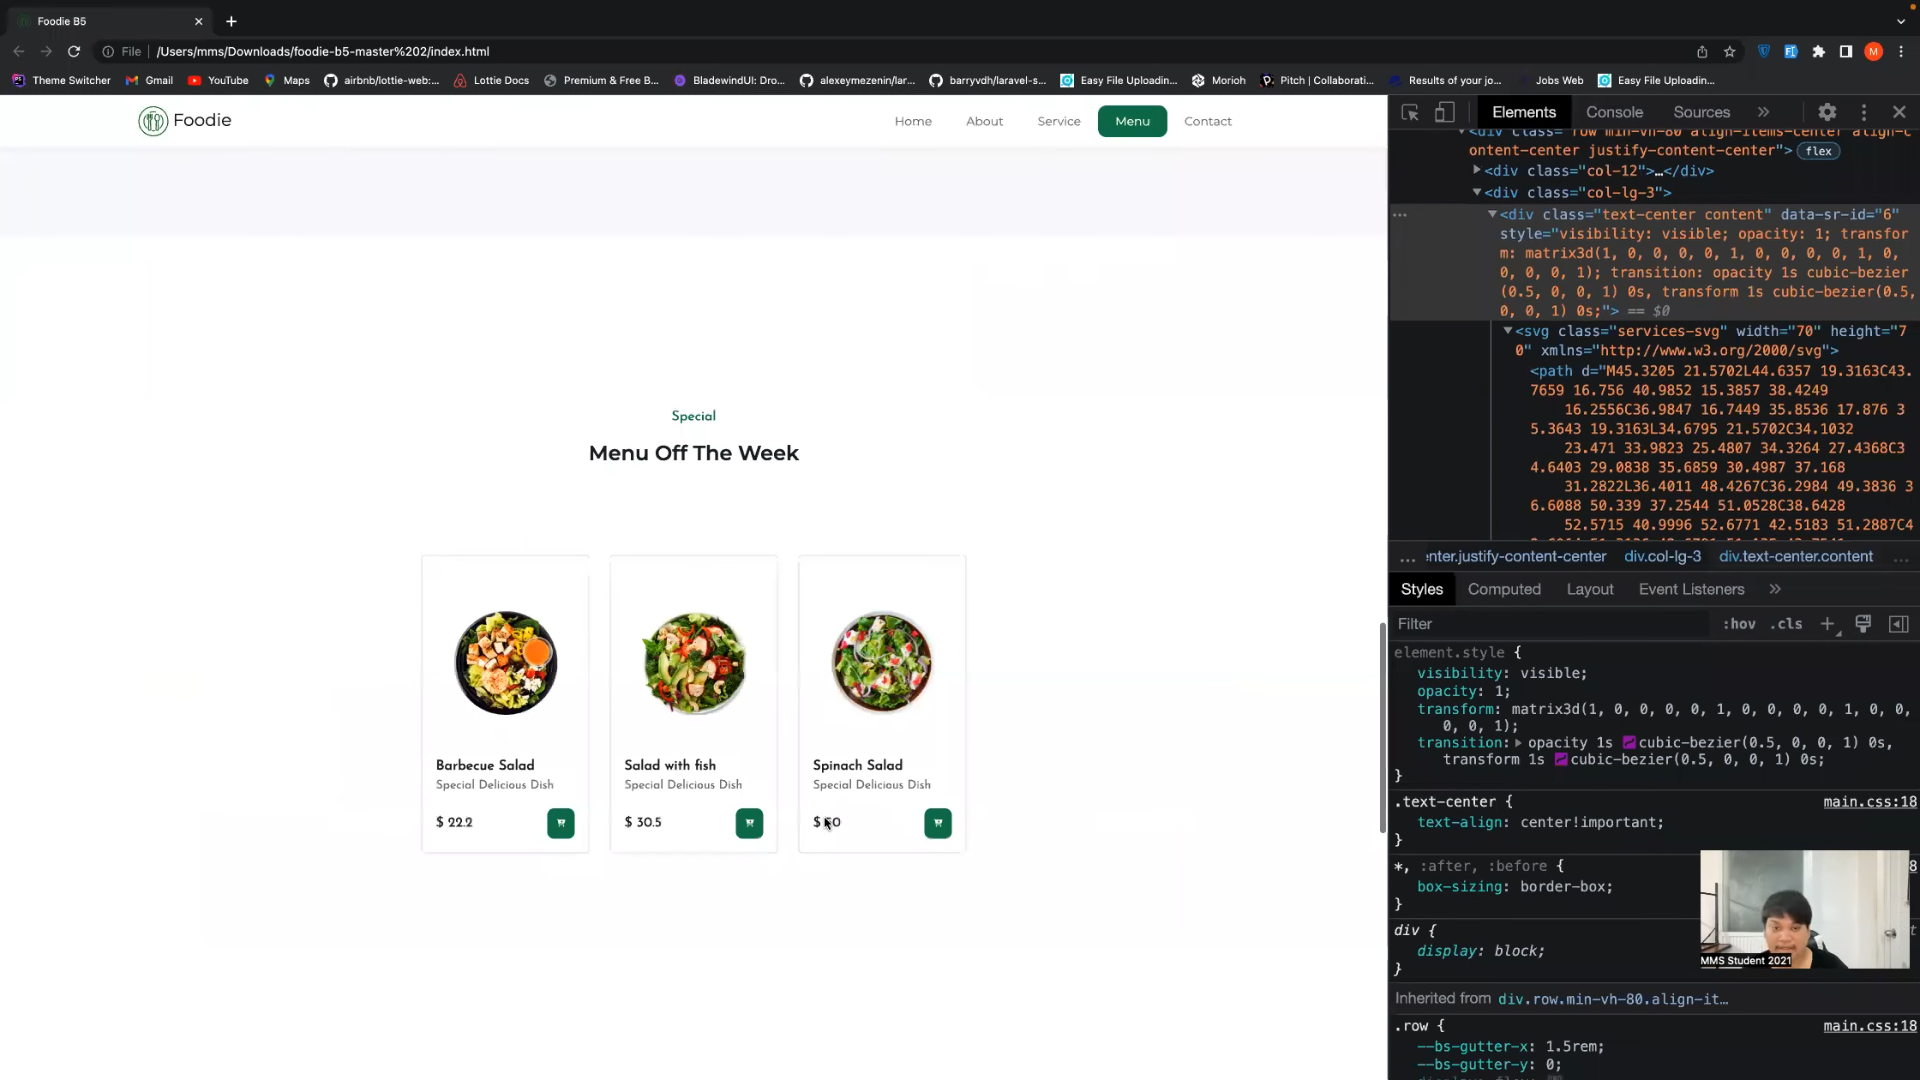 Foodie B5
File
/Users/mms/Downloads/foodie-b5-master%202/index.html
Theme Switcher
Gmail
YouTube
Maps
airbnb/lottie-web:...
Lottie Docs
Premium & Free B...
BladewindUI: Dro...
alexeymezenin/lar...
barryvdh/laravel-s...
Easy File Uploadin...
Morioh
Pitch | Collaborati...
Results of your jo...
Jobs Web
Easy File Uploadin...
Foodie
Home
About
Service
Menu
Contact
Special
Menu Off The Week
Barbecue Salad
Special Delicious Dish
$ 22.2
Salad with fish
Special Delicious Dish
$ 30.5
Spinach Salad
Special Delicious Dish
Elements
Console
Sources
<div class="row min-vh-80 align-items-center align-c
ontent-center justify-content-center"> flex
<div class="col-12">…</div>
<div class="col-lg-3">
<div class="text-center content" data-sr-id="6"
style="visibility: visible; opacity: 1; transfor
m: matrix3d(1, 0, 0, 0, 0, 1, 0, 0, 0, 0, 1, 0,
0, 0, 0, 1); transition: opacity 1s cubic-bezier
(0.5, 0, 0, 1) 0s, transform 1s cubic-bezier(0.5,
0, 0, 1) 0s;"> == $0
<svg class="services-svg" width="70" height="7
0" xmlns="http://www.w3.org/2000/svg">
<path d="M45.3205 21.5702L44.6357 19.3163C43.
7659 16.756 40.9852 15.3857 38.4249
16.2556C36.9847 16.7449 35.8536 17.876 3
5.3643 19.3163L34.6795 21.5702C34.1032
23.471 33.9823 25.4807 34.3264 27.4368C3
4.6403 29.0838 35.6859 30.4987 37.168
31.2822L36.4011 48.4267C36.2984 49.3836 3
6.6088 50.339 37.2544 51.0528C38.6428
52.5715 40.9996 52.6771 42.5183 51.2887C4
... enter.justify-content-center
div.col-lg-3
div.text-center.content
...
Styles
Computed
Layout
Event Listeners
Filter
:hov
.cls
element.style {
visibility: visible;
opacity: 1;
transform: matrix3d(1, 0, 0, 0, 0, 1, 0, 0, 0, 0, 1, 0, 0,
0, 0, 1);
transition: opacity 1s cubic-bezier(0.5, 0, 0, 1) 0s,
transform 1s cubic-bezier(0.5, 0, 0, 1) 0s;
}
.text-center {
main.css:18
text-align: center!important;
}
*, :after, :before {
8
box-sizing: border-box;
}
div {
display: block;
}
MMS Student 2021
Inherited from div.row.min-vh-80.align-it…
.row {
main.css:18
--bs-gutter-x: 1.5rem;
--bs-gutter-y: 0;